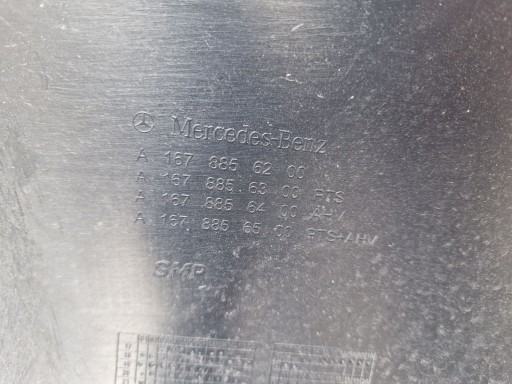 Mercedes-Benz
A 167 885 62 00
A 167 885 63 00 PTS
A 167 885 64 00 AHV
A 167 885 65 00 PTS+AHV
SMP